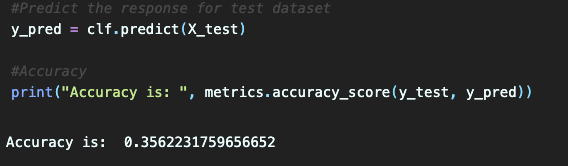 #Predict the response for test dataset
y_pred = clf.predict(X_test)
#Accuracy
print("Accuracy is: ", metrics.accuracy_score(y_test, y_pred))
Accuracy is:  0.3562231759656652